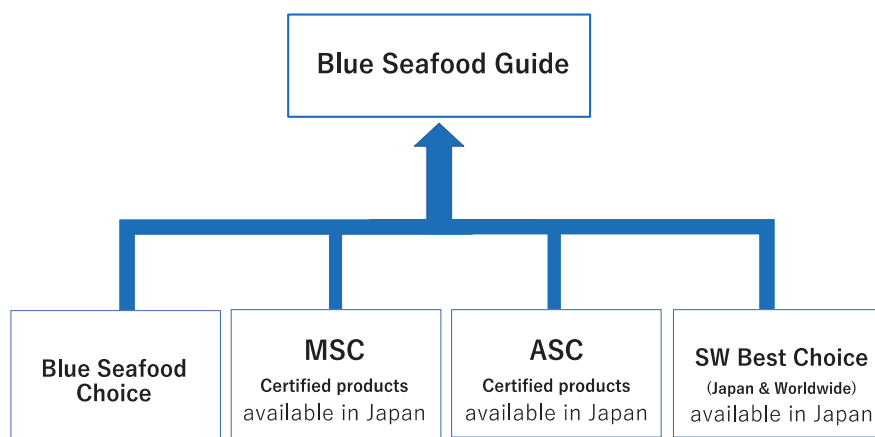 Blue Seafood Guide
Blue Seafood
Choice
MSC
Certified products
available in Japan
ASC
Certified products
available in Japan
SW Best Choice
(Japan & Worldwide)
available in Japan